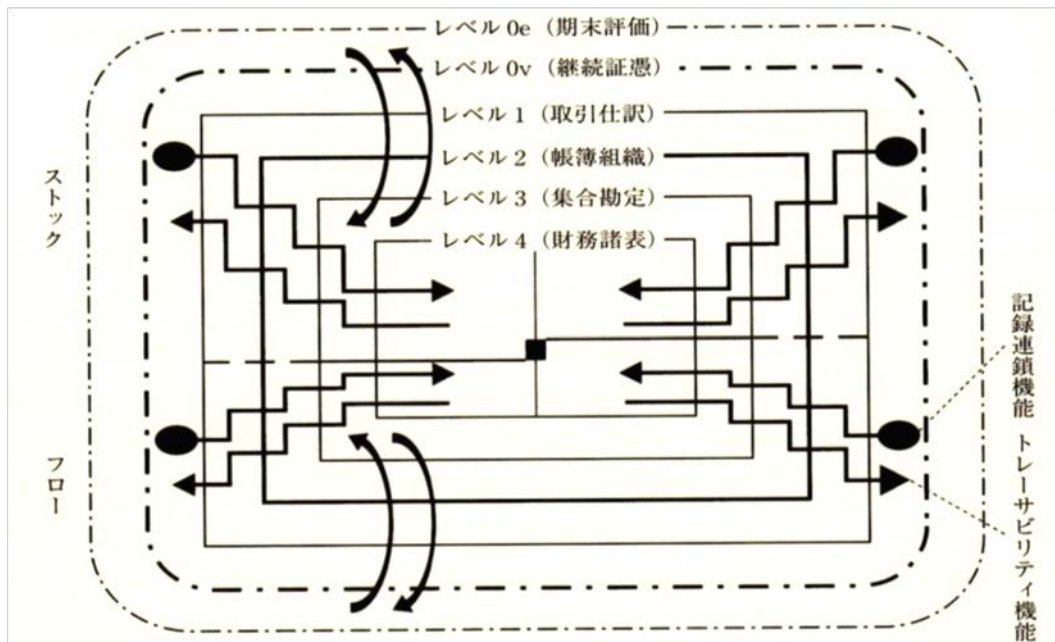 レベル 0e（期末評価）
レベル 0v（継続証憑）
レベル 1（取引仕訳）
レベル 2（帳簿組織）
レベル 3（集合勘定）
レベル 4（財務諸表）
ストック
フロー
記録連鎖機能
トレーサビリティ機能